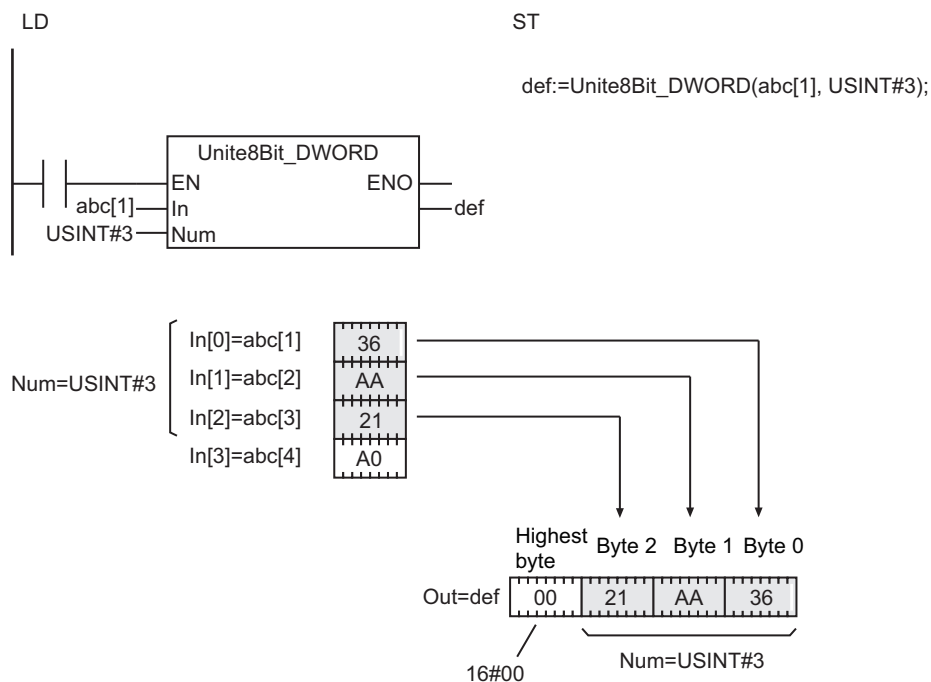 LD
ST
def:=Unite8Bit_DWORD(abc[1], USINT#3);
Unite8Bit_DWORD
EN ENO
abc[1] In def
USINT#3 Num
Num=USINT#3
In[0]=abc[1] 36
In[1]=abc[2] AA
In[2]=abc[3] 21
In[3]=abc[4] A0
Highest
byte
Byte 2 Byte 1 Byte 0
Out=def 00 21 AA 36
16#00
Num=USINT#3